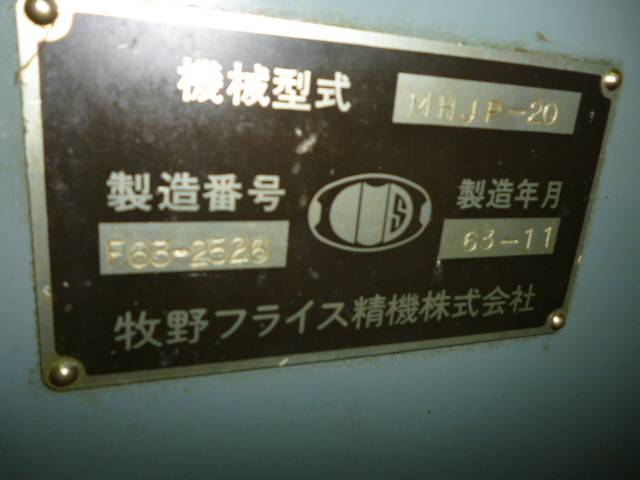 機械型式 MHJP-20
製造番号 製造年月
F63-2526 63-11
牧野フライス精機株式会社